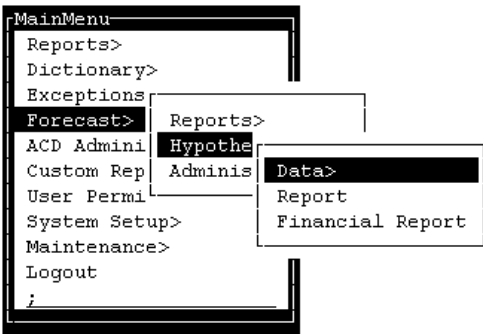 MainMenu
Reports>
Dictionary>
Exceptions
Forecast> Reports>
ACD Admini Hypothe
Custom Rep Adminis Data>
User Permi Report
System Setup> Financial Report
Maintenance>
Logout
;